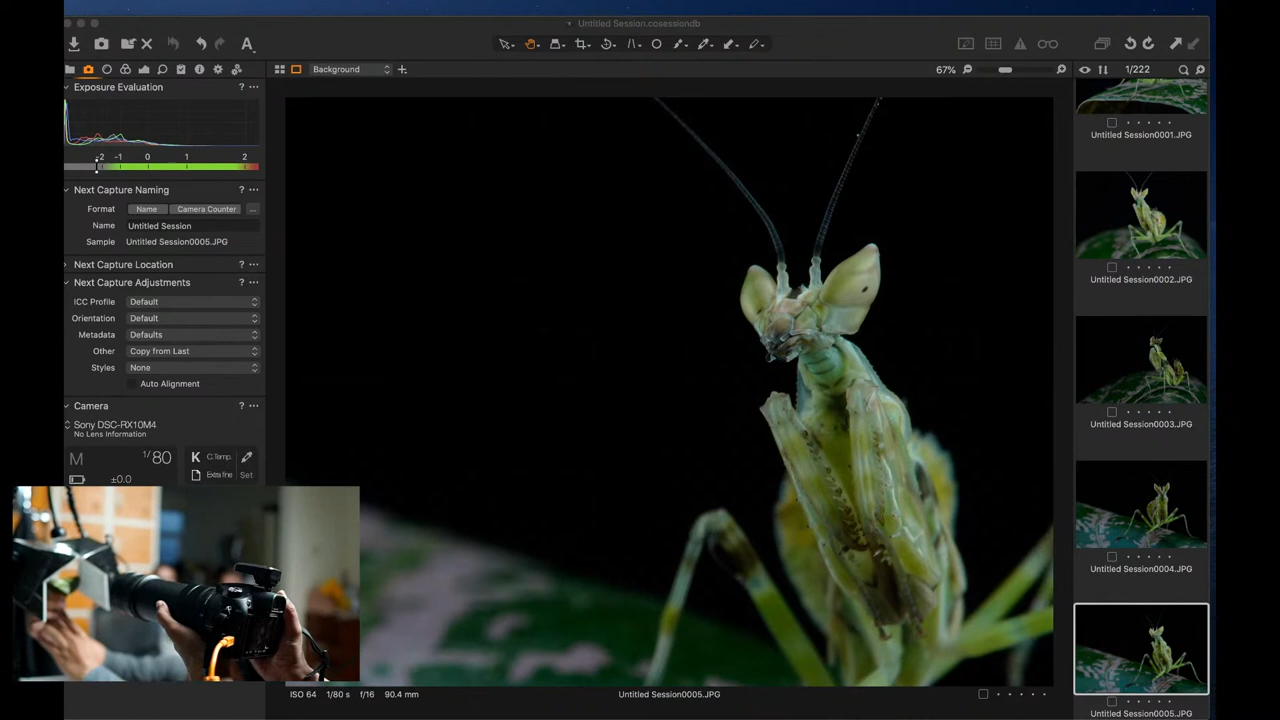 Untitled Session.cosessiondb
A
Background
67%
1/222
Exposure Evaluation ? ...
-2 -1 0 1 2
Next Capture Naming ? ...
Format Name Camera Counter ...
Name Untitled Session
Sample Untitled Session0005.JPG
Next Capture Location ? ...
Next Capture Adjustments ? ...
ICC Profile Default
Orientation Default
Metadata Defaults
Other Copy from Last
Styles None
Auto Alignment
Camera ? ...
Sony DSC-RX10M4
No Lens Information
M 1/80 K C.Temp.
±0.0 Extra fine Set
ISO 64 1/80 s f/16 90.4 mm
Untitled Session0005.JPG
Untitled Session0001.JPG
Untitled Session0002.JPG
Untitled Session0003.JPG
Untitled Session0004.JPG
Untitled Session0005.JPG